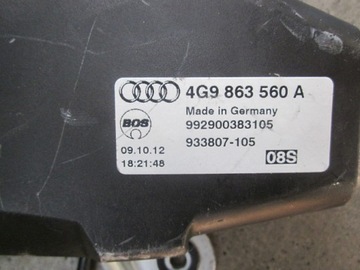 4G9 863 560 A
Made in Germany
992900383105
BOS
933807-105
09.10.12
18:21:48
08S